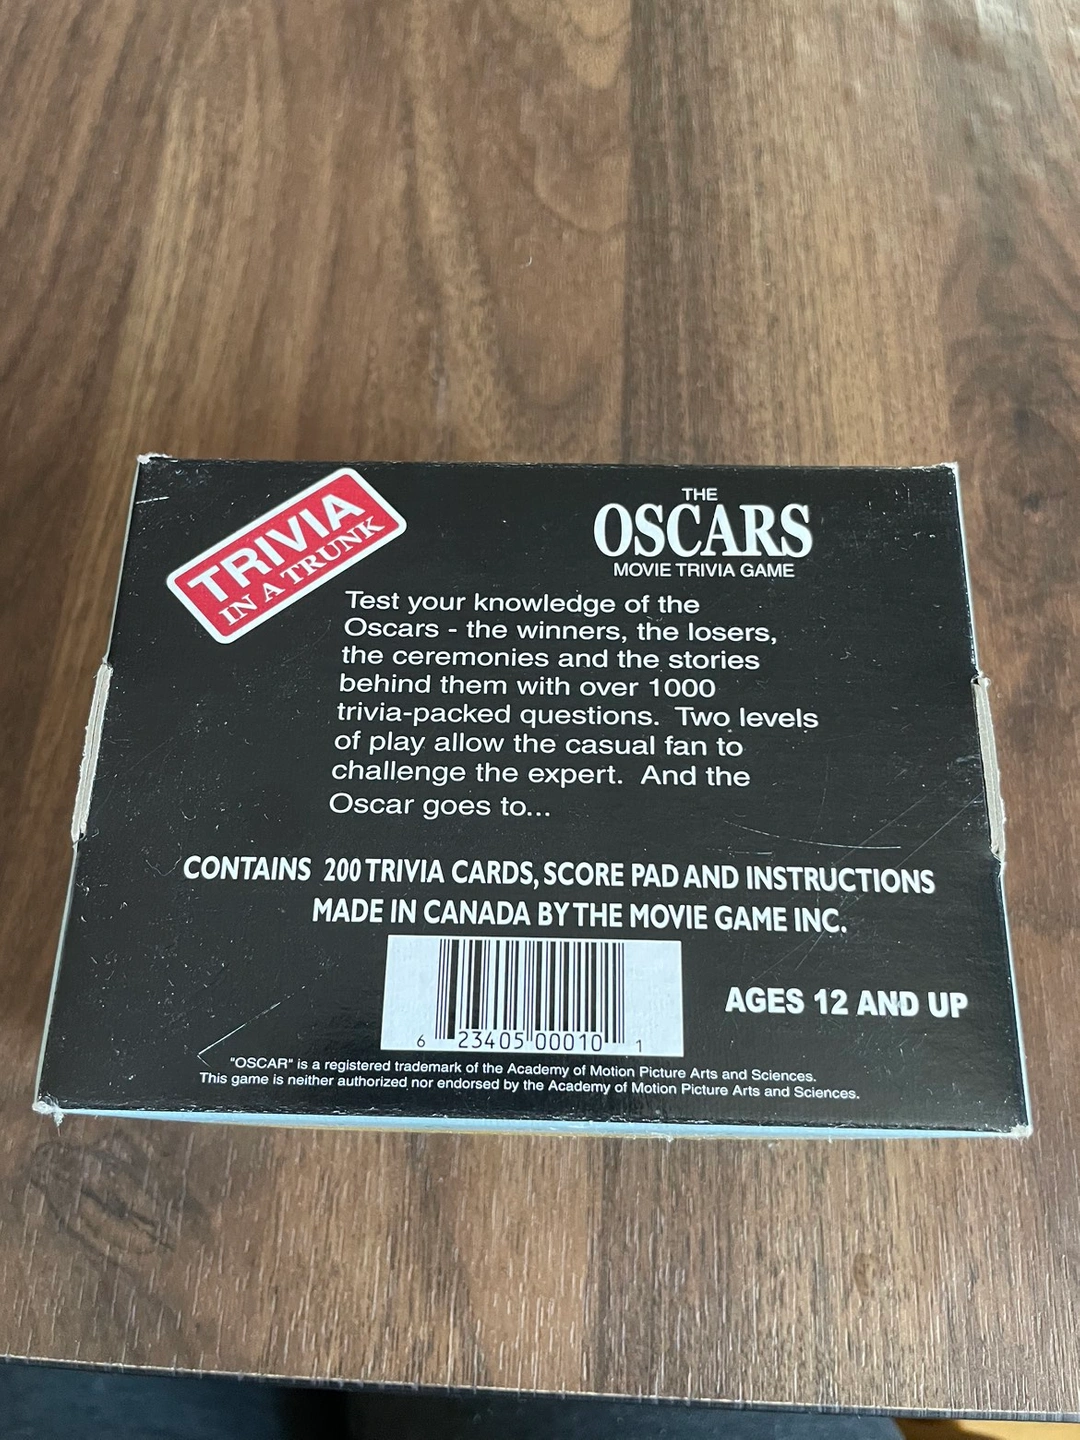 TRIVIA
IN A TRUNK
THE
OSCARS
MOVIE TRIVIA GAME
Test your knowledge of the
Oscars - the winners, the losers,
the ceremonies and the stories
behind them with over 1000
trivia-packed questions. Two levels
of play allow the casual fan to
challenge the expert. And the
Oscar goes to...
CONTAINS 200 TRIVIA CARDS, SCORE PAD AND INSTRUCTIONS
MADE IN CANADA BY THE MOVIE GAME INC.
6 23405 00010 1
AGES 12 AND UP
"OSCAR" is a registered trademark of the Academy of Motion Picture Arts and Sciences.
This game is neither authorized nor endorsed by the Academy of Motion Picture Arts and Sciences.